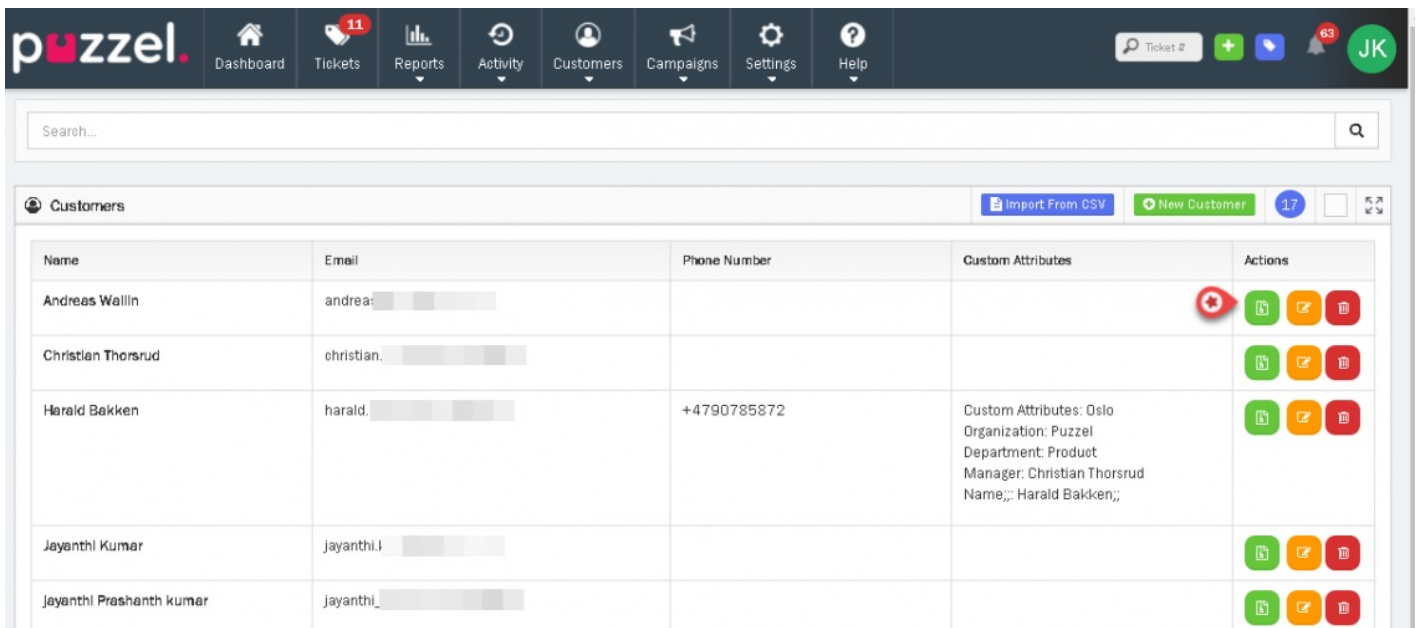 puzzel.
Dashboard
Tickets
11
Reports
Activity
Customers
Campaigns
Settings
Help
Ticket #
63
JK
Search...
Customers
Import From CSV
New Customer
17
Name Email Phone Number Custom Attributes Actions
Andreas Wallin andreas
Christian Thorsrud christian.
Harald Bakken harald. +4790785872 Custom Attributes: Oslo
Organization: Puzzel
Department: Product
Manager: Christian Thorsrud
Name;;: Harald Bakken;;
Jayanthi Kumar jayanthi.
jayanthi Prashanth kumar jayanthi_